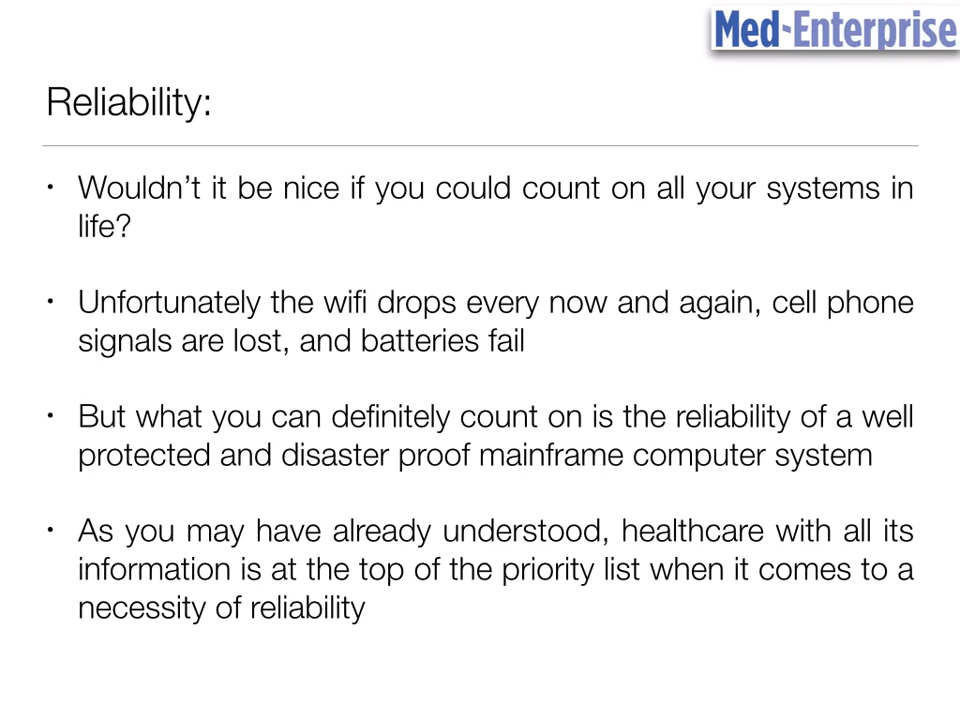 Med-Enterprise
Reliability:
• Wouldn’t it be nice if you could count on all your systems in
life?
• Unfortunately the wifi drops every now and again, cell phone
signals are lost, and batteries fail
• But what you can definitely count on is the reliability of a well
protected and disaster proof mainframe computer system
• As you may have already understood, healthcare with all its
information is at the top of the priority list when it comes to a
necessity of reliability